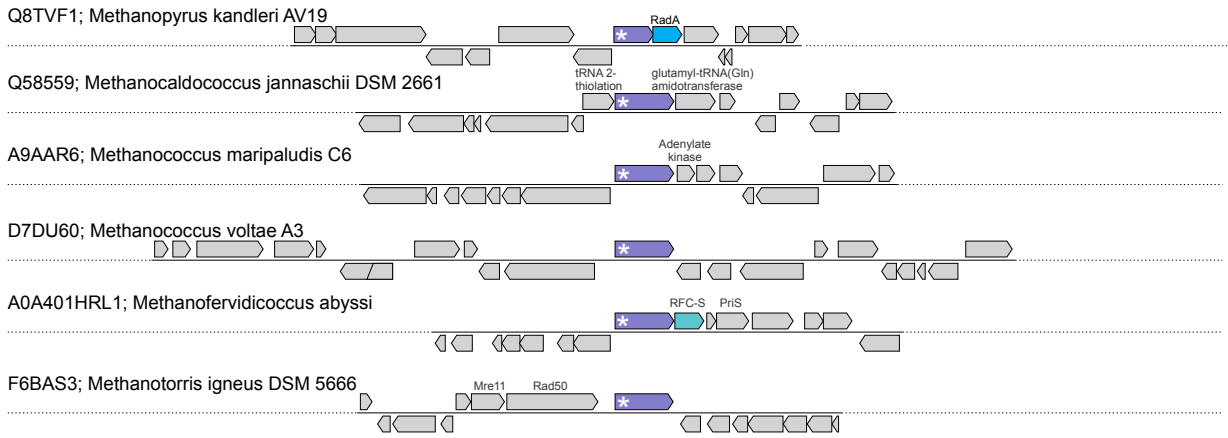 Q8TVF1; Methanopyrus kandleri AV19
RadA
*
Q58559; Methanocaldococcus jannaschii DSM 2661
tRNA 2-
thiolation
glutamyl-tRNA(Gln)
amidotransferase
*
A9AAR6; Methanococcus maripaludis C6
Adenylate
kinase
*
D7DU60; Methanococcus voltae A3
*
A0A401HRL1; Methanofervidicoccus abyssi
RFC-S
PriS
*
F6BAS3; Methanotorris igneus DSM 5666
Mre11
Rad50
*